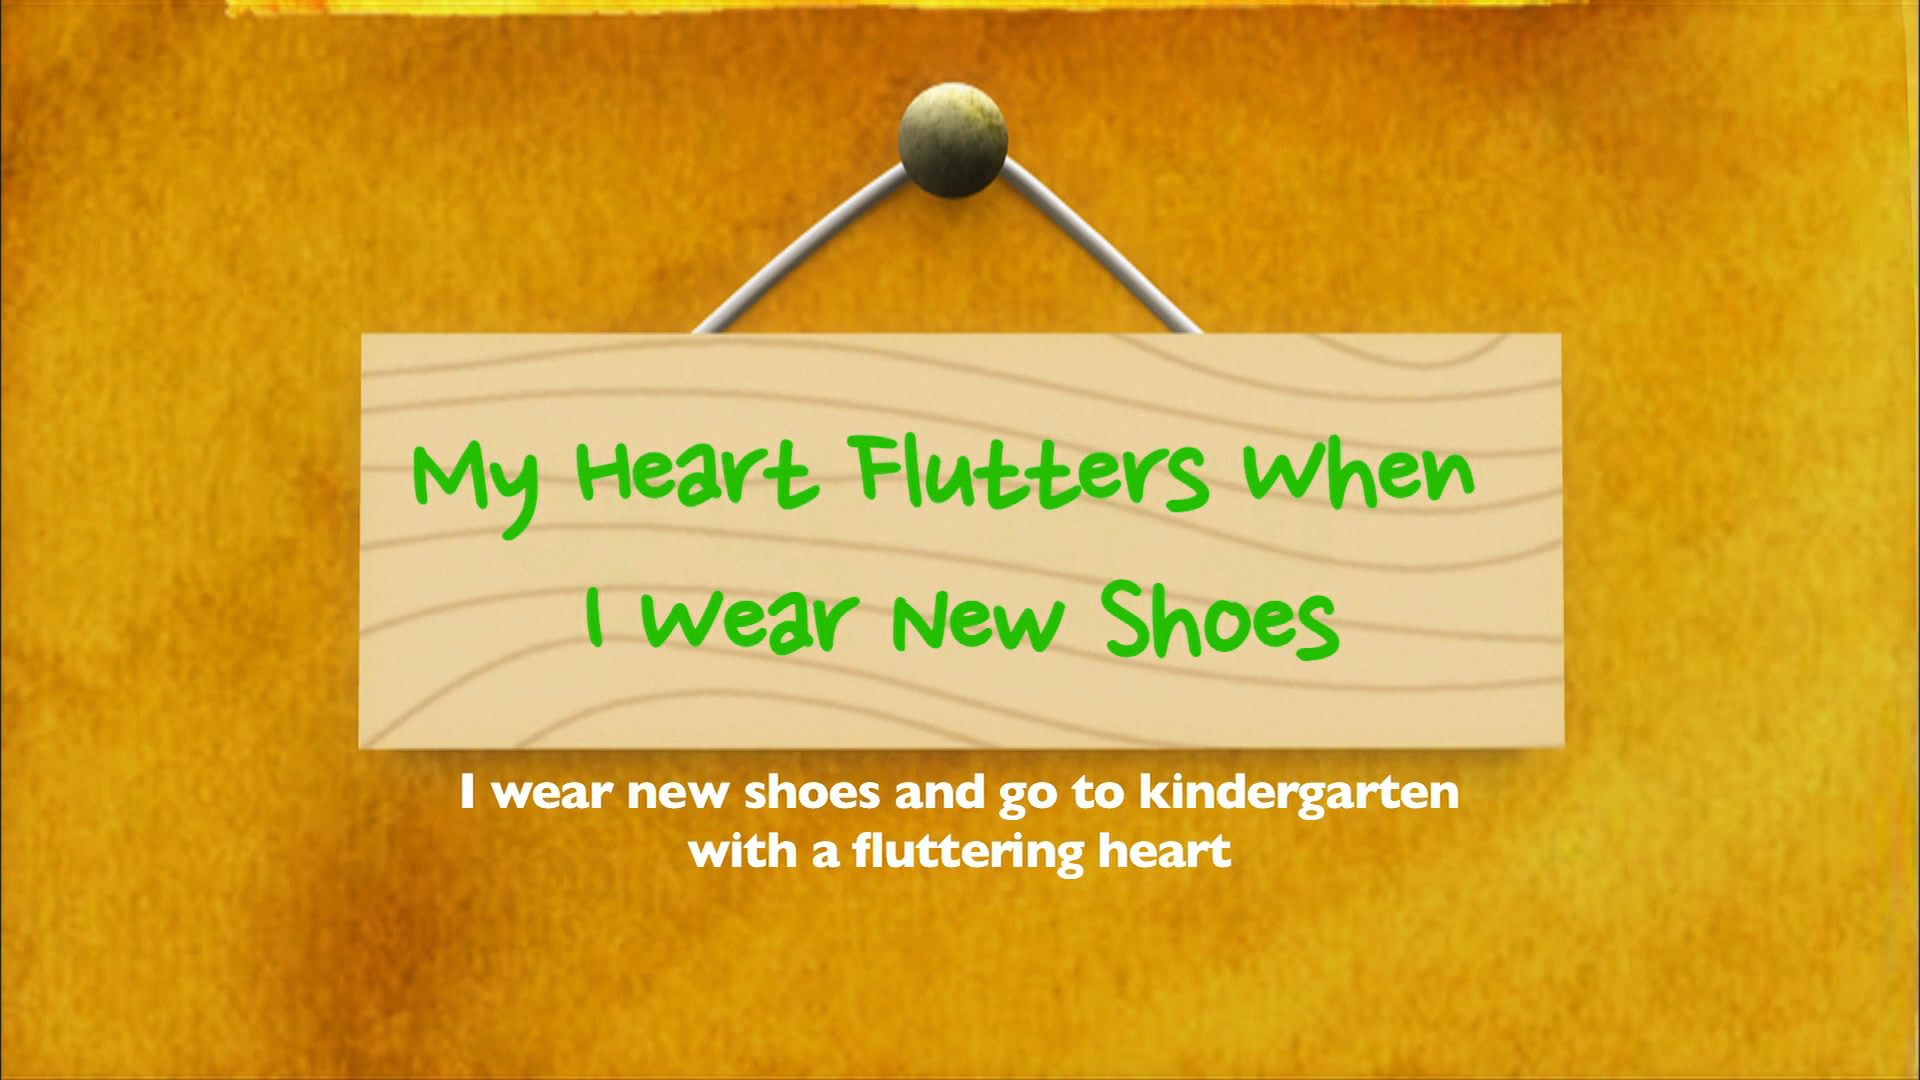 My Heart Flutters When
I Wear New Shoes
I wear new shoes and go to kindergarten
with a fluttering heart